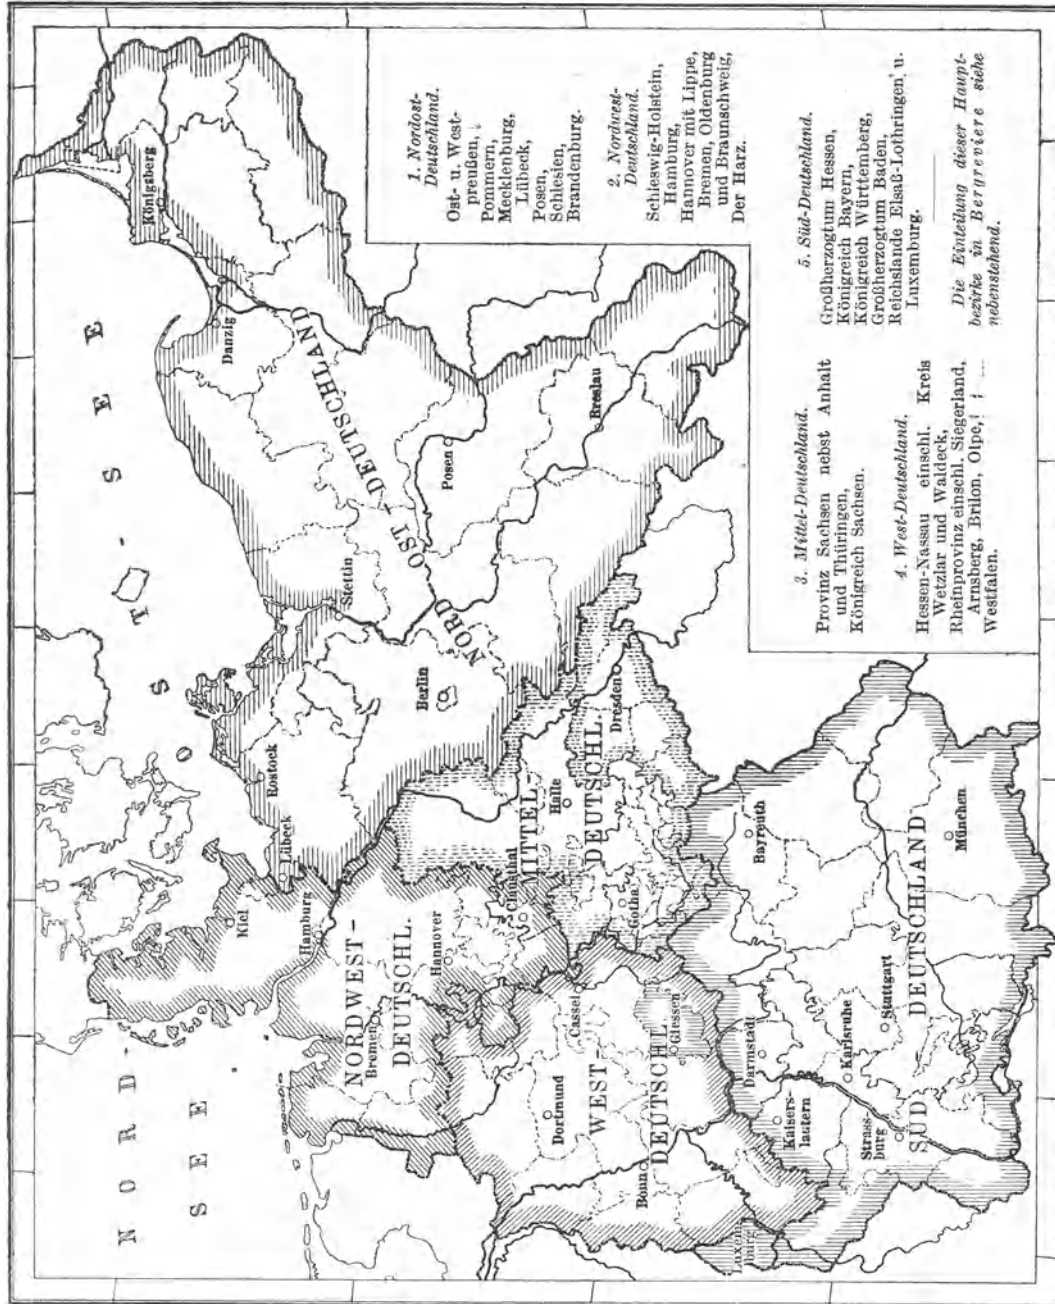 NORD-
SEE
OST-SEE
Königsberg
Danzig
Kiel
Rostock
Lübeck
Hamburg
Stettin
NORD OST-DEUTSCHLAND
NORDWEST-
DEUTSCHL.
Bremen
Hannover
Berlin
Posen
Clausthal
MITTEL-
DEUTSCHL.
Halle
Dresden
Gotha
Breslau
Cassel
Dortmund
WEST-
DEUTSCHL.
Giessen
Bonn
Luxem
burg
Darmstadt
Kaisers-
lautern
Bayreuth
Karlsruhe
Strass-
burg
Stuttgart
SÜD-
DEUTSCHLAND
München
1. Nordost-
Deutschland.
Ost- u. West-
preußen,
Pommern,
Mecklenburg,
Lübeck,
Posen,
Schlesien,
Brandenburg.
2. Nordwest-
Deutschland.
Schleswig-Holstein,
Hamburg,
Hannover mit Lippe,
Bremen, Oldenburg
und Braunschweig,
Der Harz.
3. Mittel-Deutschland.
Provinz Sachsen nebst Anhalt
und Thüringen,
Königreich Sachsen.
4. West-Deutschland.
Hessen-Nassau einschl. Kreis
Wetzlar und Waldeck,
Rheinprovinz einschl. Siegerland,
Arnsberg, Brilon, Olpe,
Westfalen.
5. Süd-Deutschland.
Großherzogtum Hessen,
Königreich Bayern,
Königreich Württemberg,
Großherzogtum Baden,
Reichslande Elsaß-Lothringen u.
Luxemburg.
Die Einteilung dieser Haupt-
bezirke in Bergreviere siehe
nebenstehend.